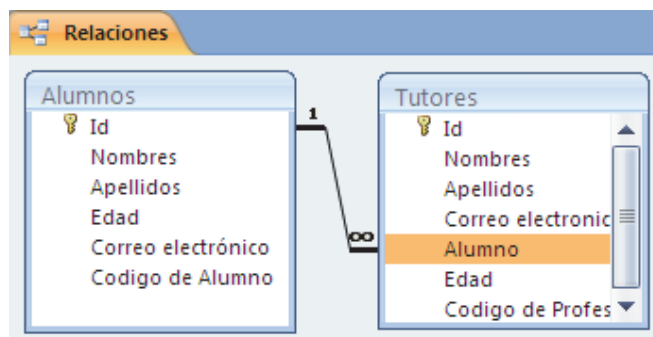 Relaciones
Alumnos
Id
Nombres
Apellidos
Edad
Correo electrónico
Codigo de Alumno
1
∞
Tutores
Id
Nombres
Apellidos
Correo electronic
Alumno
Edad
Codigo de Profes